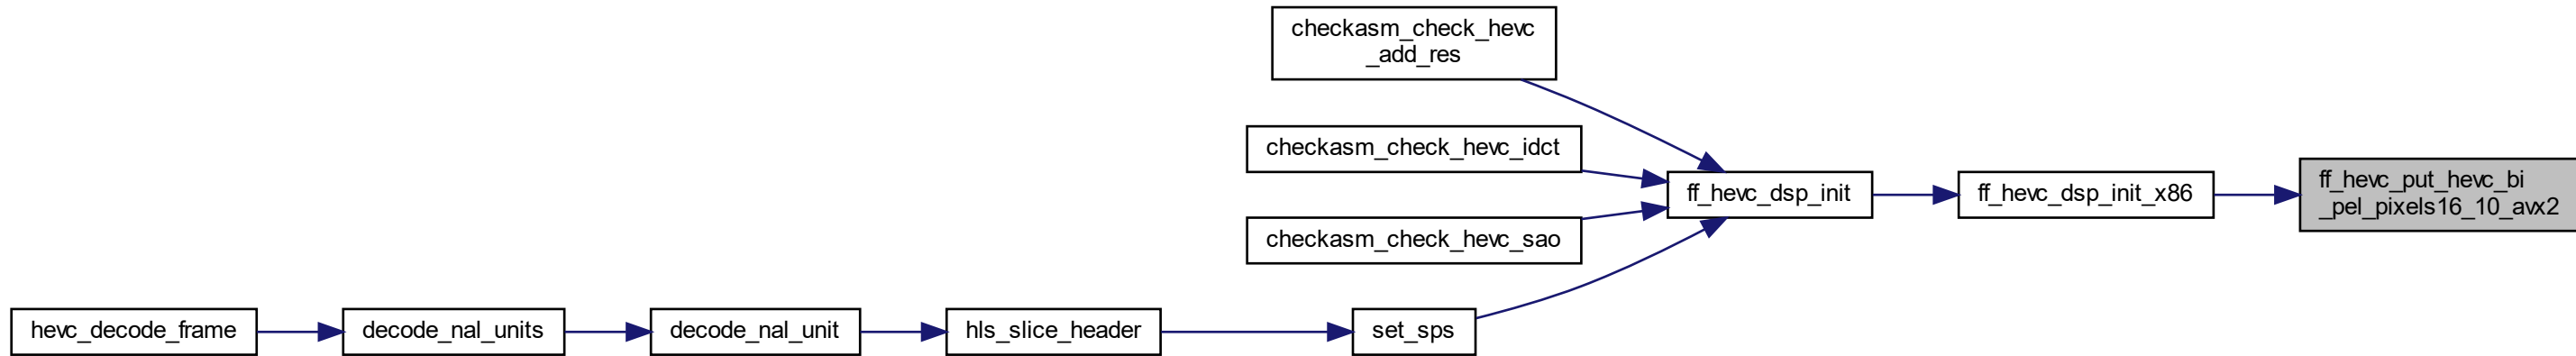 checkasm_check_hevc
_add_res
checkasm_check_hevc_idct
checkasm_check_hevc_sao
hevc_decode_frame
decode_nal_units
decode_nal_unit
hls_slice_header
set_sps
ff_hevc_dsp_init
ff_hevc_dsp_init_x86
ff_hevc_put_hevc_bi
_pel_pixels16_10_avx2